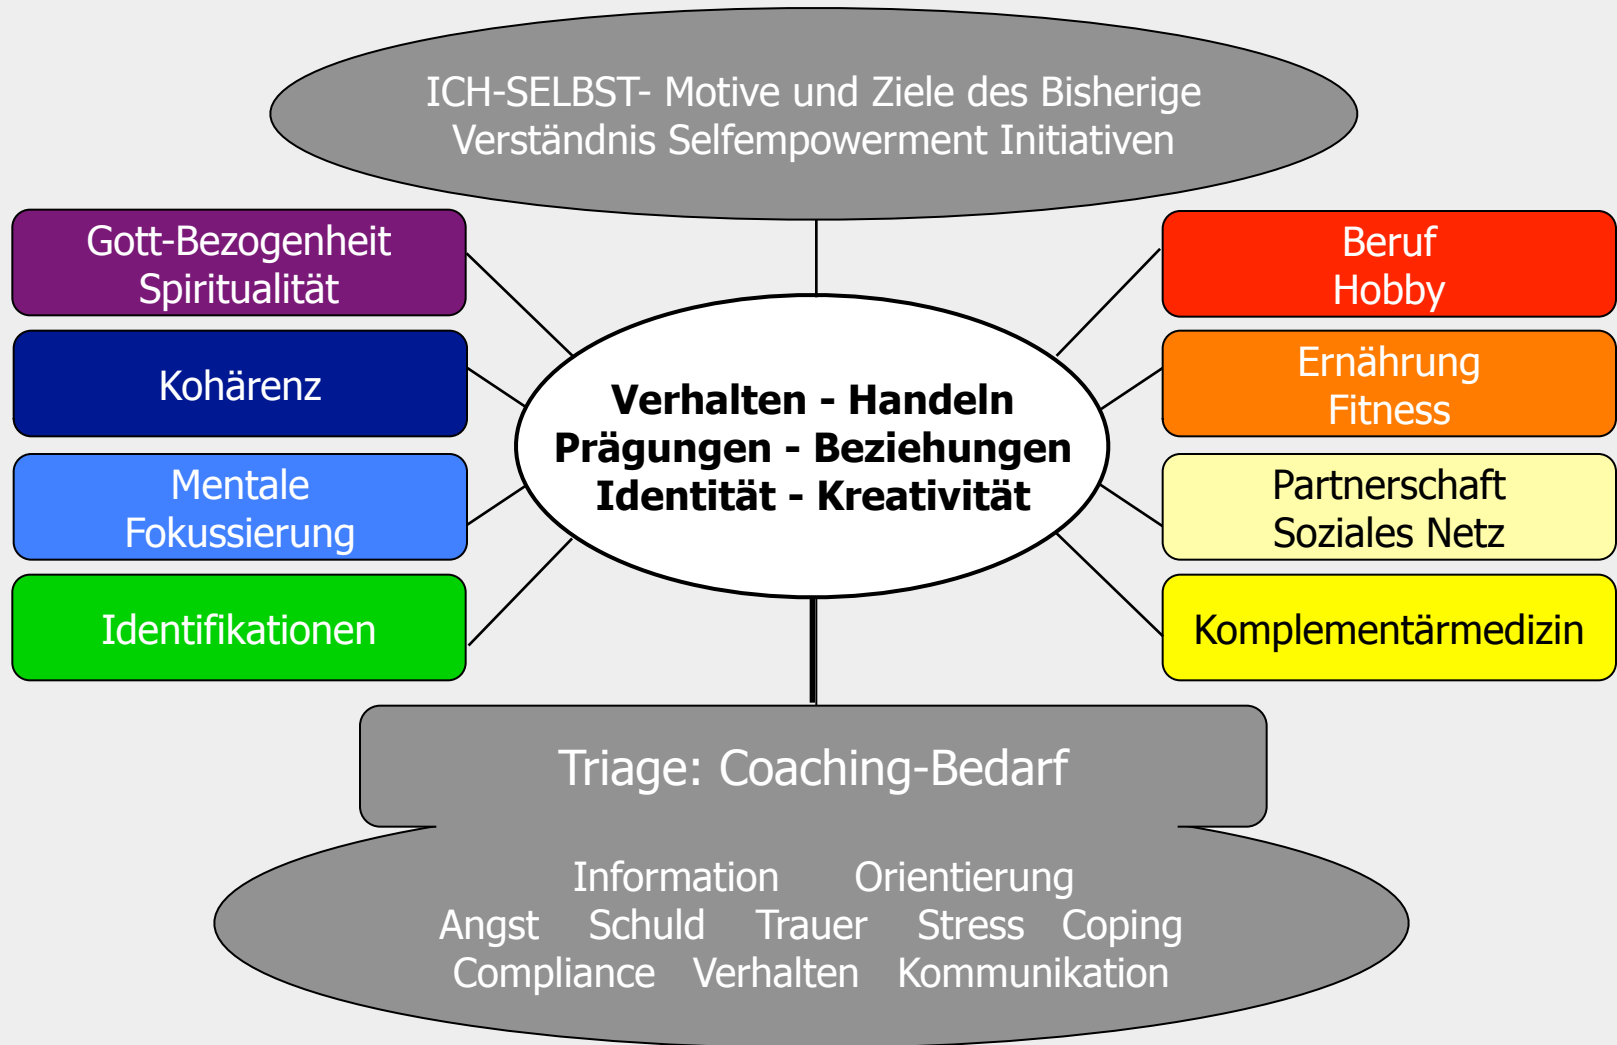 ICH-SELBST- Motive und Ziele des Bisherige
Verständnis Selfempowerment Initiativen
Gott-Bezogenheit
Spiritualität
Kohärenz
Mentale
Fokussierung
Identifikationen
Verhalten - Handeln
Prägungen - Beziehungen
Identität - Kreativität
Beruf
Hobby
Ernährung
Fitness
Partnerschaft
Soziales Netz
Komplementärmedizin
Triage: Coaching-Bedarf
Information Orientierung
Angst Schuld Trauer Stress Coping
Compliance Verhalten Kommunikation